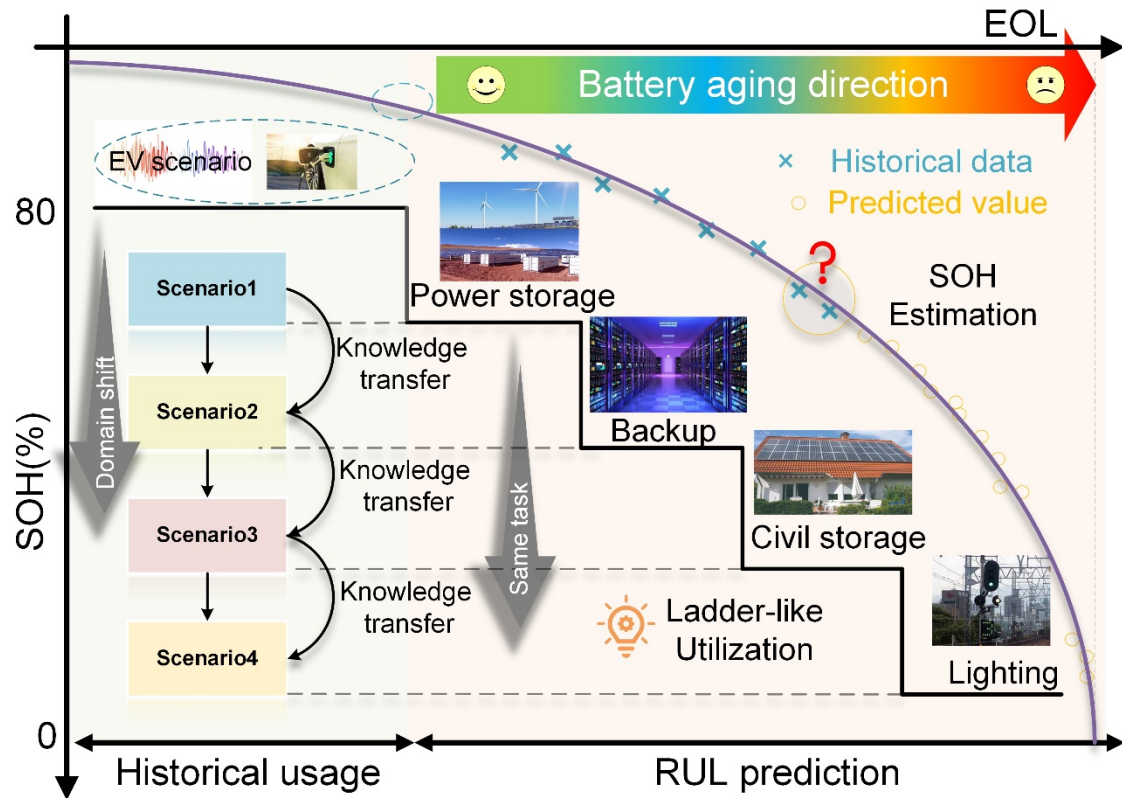 EOL
Battery aging direction
EV scenario
Historical data
Predicted value
80
?
SOH
Estimation
Power storage
Scenario1
Knowledge
transfer
Domain shift
Scenario2
Backup
Same task
Knowledge
transfer
SOH(%)
Scenario3
Civil storage
Knowledge
transfer
Ladder-like
Utilization
Scenario4
Lighting
0
Historical usage
RUL prediction